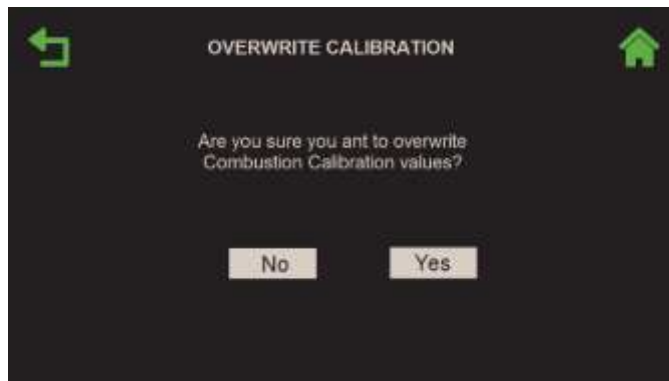 OVERWRITE CALIBRATION
Are you sure you ant to overwrite
Combustion Calibration values?
No
Yes